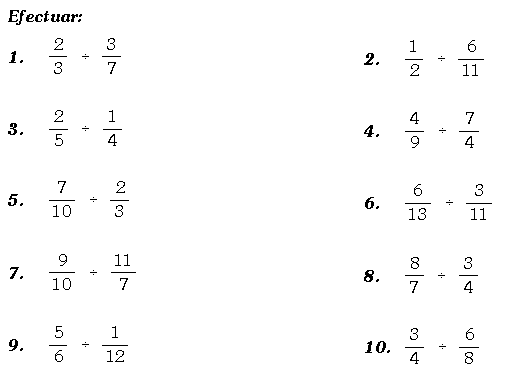 Efectuar:
1. 2/3 ÷ 3/7
2. 1/2 ÷ 6/11
3. 2/5 ÷ 1/4
4. 4/9 ÷ 7/4
5. 7/10 ÷ 2/3
6. 6/13 ÷ 3/11
7. 9/10 ÷ 11/7
8. 8/7 ÷ 3/4
9. 5/6 ÷ 1/12
10. 3/4 ÷ 6/8